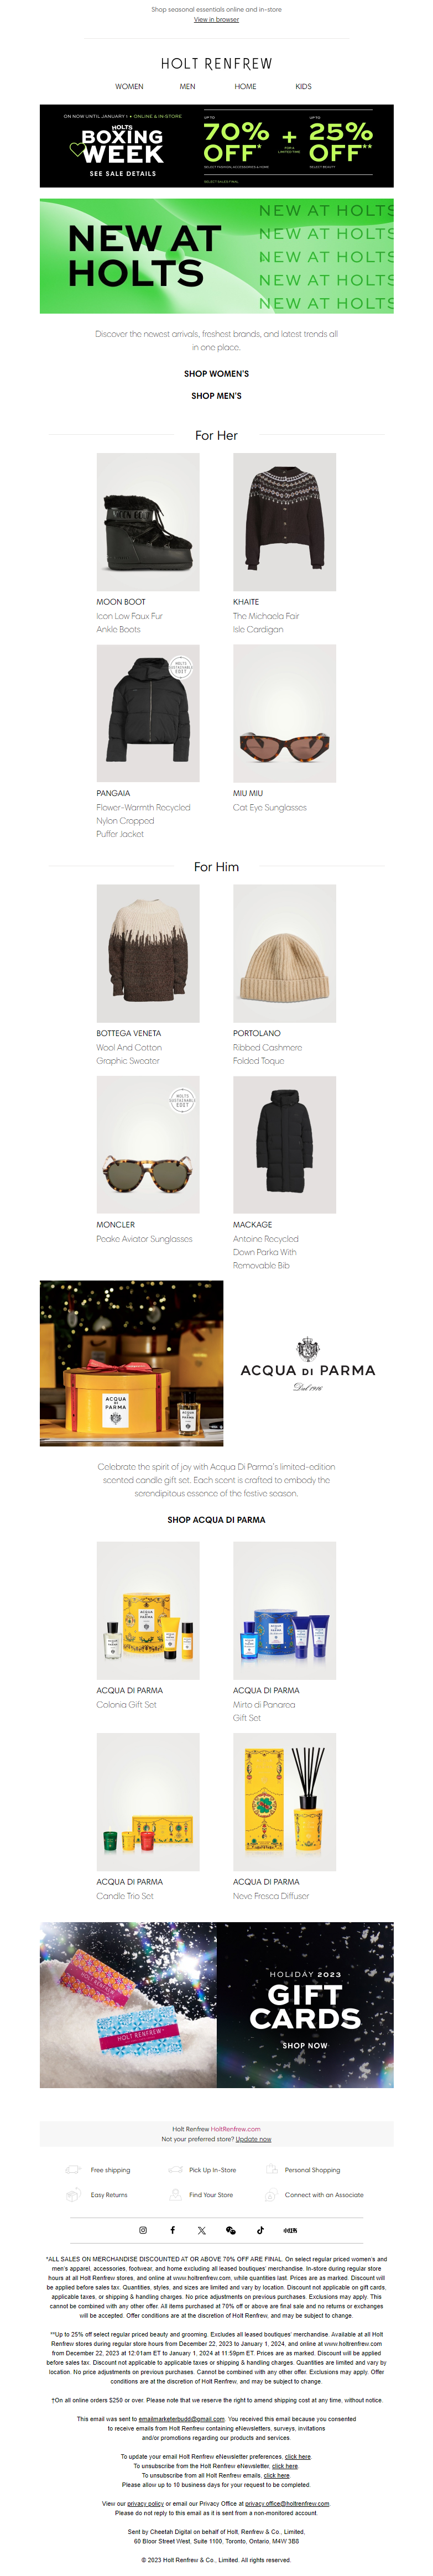 Shop seasonal essentials online and in-store
View in browser
HOLT RENFREW
WOMEN MEN HOME KIDS
ON NOW UNTIL JANUARY 1 • ONLINE & IN-STORE
HOLTS
BOXING
WEEK
SEE SALE DETAILS
UP TO
70%
OFF*
SELECT FASHION, ACCESSORIES & HOME
+
FOR A
LIMITED TIME
UP TO
25%
OFF**
SELECT BEAUTY
SELECT SALES FINAL
NEW AT
HOLTS
NEW AT HOLTS
NEW AT HOLTS
NEW AT HOLTS
NEW AT HOLTS
NEW AT HOLTS
Discover the newest arrivals, freshest brands, and latest trends all
in one place.
SHOP WOMEN'S
SHOP MEN'S
For Her
MOON BOOT
MOON BOOT
Icon Low Faux Fur
Ankle Boots
KHAITE
The Michaela Fair
Isle Cardigan
HOLTS
SUSTAINABLE
EDIT
PANGAIA
Flower-Warmth Recycled
Nylon Cropped
Puffer Jacket
MIU MIU
Cat Eye Sunglasses
For Him
BOTTEGA VENETA
Wool And Cotton
Graphic Sweater
PORTOLANO
Ribbed Cashmere
Folded Toque
HOLTS
SUSTAINABLE
EDIT
MONCLER
Peake Aviator Sunglasses
MACKAGE
Antoine Recycled
Down Parka With
Removable Bib
ACQUA
DI
PARMA
ACQUA DI PARMA
Dal 1916
Celebrate the spirit of joy with Acqua Di Parma's limited-edition
scented candle gift set. Each scent is crafted to embody the
serendipitous essence of the festive season.
SHOP ACQUA DI PARMA
ACQUA DI PARMA
Colonia Gift Set
ACQUA DI PARMA
Mirto di Panarea
Gift Set
ACQUA DI PARMA
Candle Trio Set
ACQUA DI PARMA
Neve Fresca Diffuser
HOLT RENFREW
HOLT RENFREW
HOLIDAY 2023
GIFT
CARDS
SHOP NOW
Holt Renfrew HoltRenfrew.com
Not your preferred store? Update now
Free shipping Pick Up In-Store Personal Shopping
Easy Returns Find Your Store Connect with an Associate
小红书
*ALL SALES ON MERCHANDISE DISCOUNTED AT OR ABOVE 70% OFF ARE FINAL. On select regular priced women's and
men's apparel, accessories, footwear, and home excluding all leased boutiques' merchandise. In-store during regular store
hours at all Holt Renfrew stores, and online at www.holtrenfrew.com, while quantities last. Prices are as marked. Discount will
be applied before sales tax. Quantities, styles, and sizes are limited and vary by location. Discount not applicable on gift cards,
applicable taxes, or shipping & handling charges. No price adjustments on previous purchases. Exclusions may apply. This
cannot be combined with any other offer. All items purchased at 70% off or above are final sale and no returns or exchanges
will be accepted. Offer conditions are at the discretion of Holt Renfrew, and may be subject to change.
**Up to 25% off select regular priced beauty and grooming. Excludes all leased boutiques' merchandise. Available at all Holt
Renfrew stores during regular store hours from December 22, 2023 to January 1, 2024, and online at www.holtrenfrew.com
from December 22, 2023 at 12:01am ET to January 1, 2024 at 11:59pm ET. Prices are as marked. Discount will be applied
before sales tax. Discount not applicable to applicable taxes or shipping & handling charges. Quantities are limited and vary by
location. No price adjustments on previous purchases. Cannot be combined with any other offer. Exclusions may apply. Offer
conditions are at the discretion of Holt Renfrew, and may be subject to change.
†On all online orders $250 or over. Please note that we reserve the right to amend shipping cost at any time, without notice.
This email was sent to emailmarketerbudd@gmail.com. You received this email because you consented
to receive emails from Holt Renfrew containing eNewsletters, surveys, invitations
and/or promotions regarding our products and services.
To update your email Holt Renfrew eNewsletter preferences, click here.
To unsubscribe from the Holt Renfrew eNewsletter, click here.
To unsubscribe from all Holt Renfrew emails, click here.
Please allow up to 10 business days for your request to be completed.
View our privacy policy or email our Privacy Office at privacy.office@holtrenfrew.com.
Please do not reply to this email as it is sent from a non-monitored account.
Sent by Cheetah Digital on behalf of Holt, Renfrew & Co., Limited,
60 Bloor Street West, Suite 1100, Toronto, Ontario, M4W 3B8
© 2023 Holt Renfrew & Co., Limited. All rights reserved.